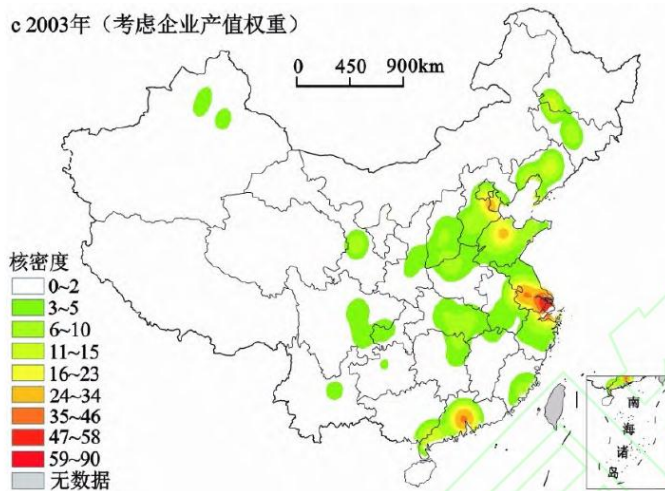 c 2003年（考虑企业产值权重）
0 450 900km
核密度
0~2
3~5
6~10
11~15
16~23
24~34
35~46
47~58
59~90
无数据
南
海
诸
岛